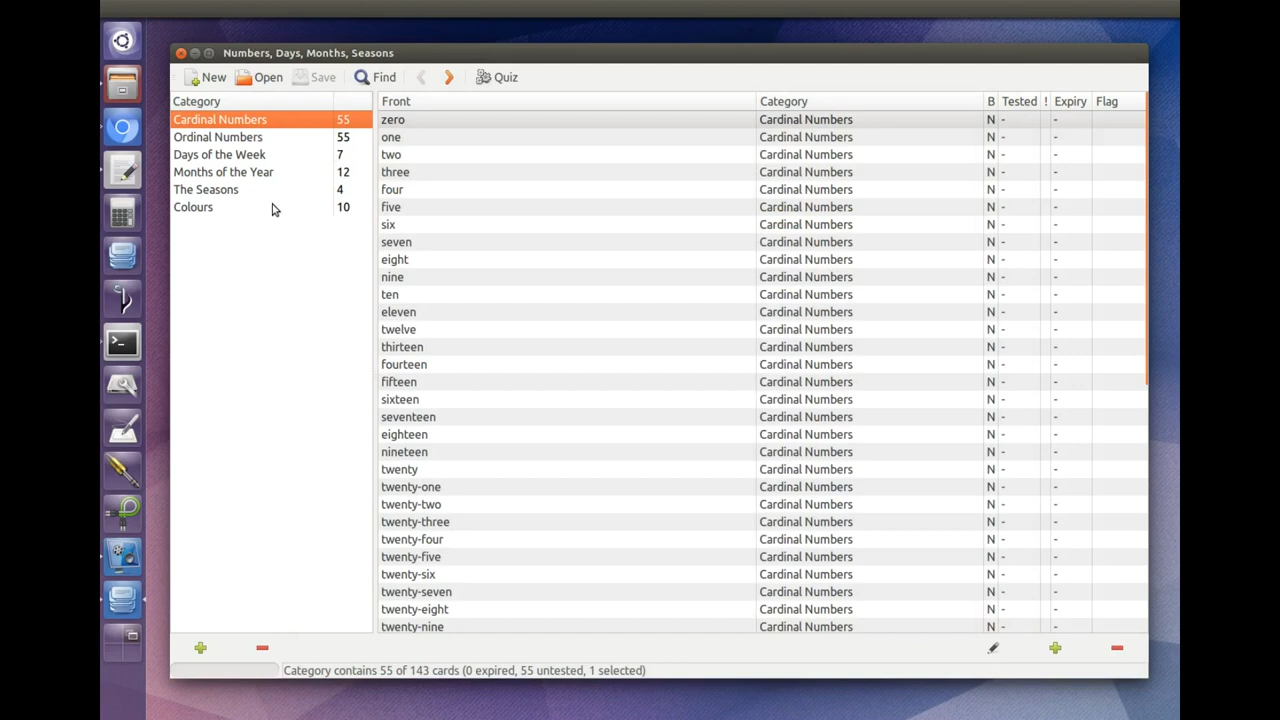 Numbers, Days, Months, Seasons
New Open Save Find Quiz
Category Front Category B Tested ! Expiry Flag
Cardinal Numbers 55 zero Cardinal Numbers N - -
Ordinal Numbers 55 one Cardinal Numbers N - -
Days of the Week 7 two Cardinal Numbers N - -
Months of the Year 12 three Cardinal Numbers N - -
The Seasons 4 four Cardinal Numbers N - -
Colours 10 five Cardinal Numbers N - -
six Cardinal Numbers N - -
seven Cardinal Numbers N - -
eight Cardinal Numbers N - -
nine Cardinal Numbers N - -
ten Cardinal Numbers N - -
eleven Cardinal Numbers N - -
twelve Cardinal Numbers N - -
thirteen Cardinal Numbers N - -
fourteen Cardinal Numbers N - -
fifteen Cardinal Numbers N - -
sixteen Cardinal Numbers N - -
seventeen Cardinal Numbers N - -
eighteen Cardinal Numbers N - -
nineteen Cardinal Numbers N - -
twenty Cardinal Numbers N - -
twenty-one Cardinal Numbers N - -
twenty-two Cardinal Numbers N - -
twenty-three Cardinal Numbers N - -
twenty-four Cardinal Numbers N - -
twenty-five Cardinal Numbers N - -
twenty-six Cardinal Numbers N - -
twenty-seven Cardinal Numbers N - -
twenty-eight Cardinal Numbers N - -
twenty-nine Cardinal Numbers N - -
Category contains 55 of 143 cards (0 expired, 55 untested, 1 selected)